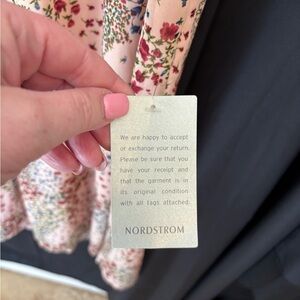 We are happy to accept
or exchange your return.
Please be sure that you
have your receipt and
that the garment is in
its original condition
with all tags attached.
NORDSTROM